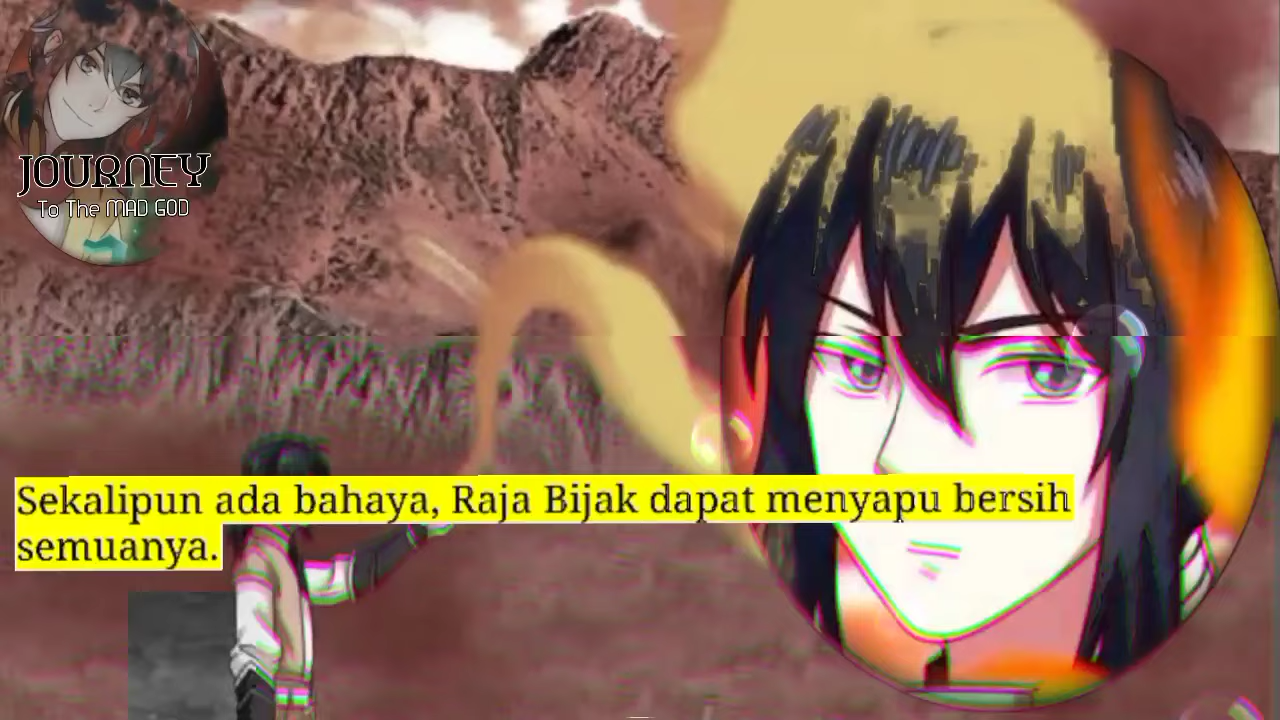 JOURNEY
To The MAD GOD
Sekalipun ada bahaya, Raja Bijak dapat menyapu bersih
semuanya.